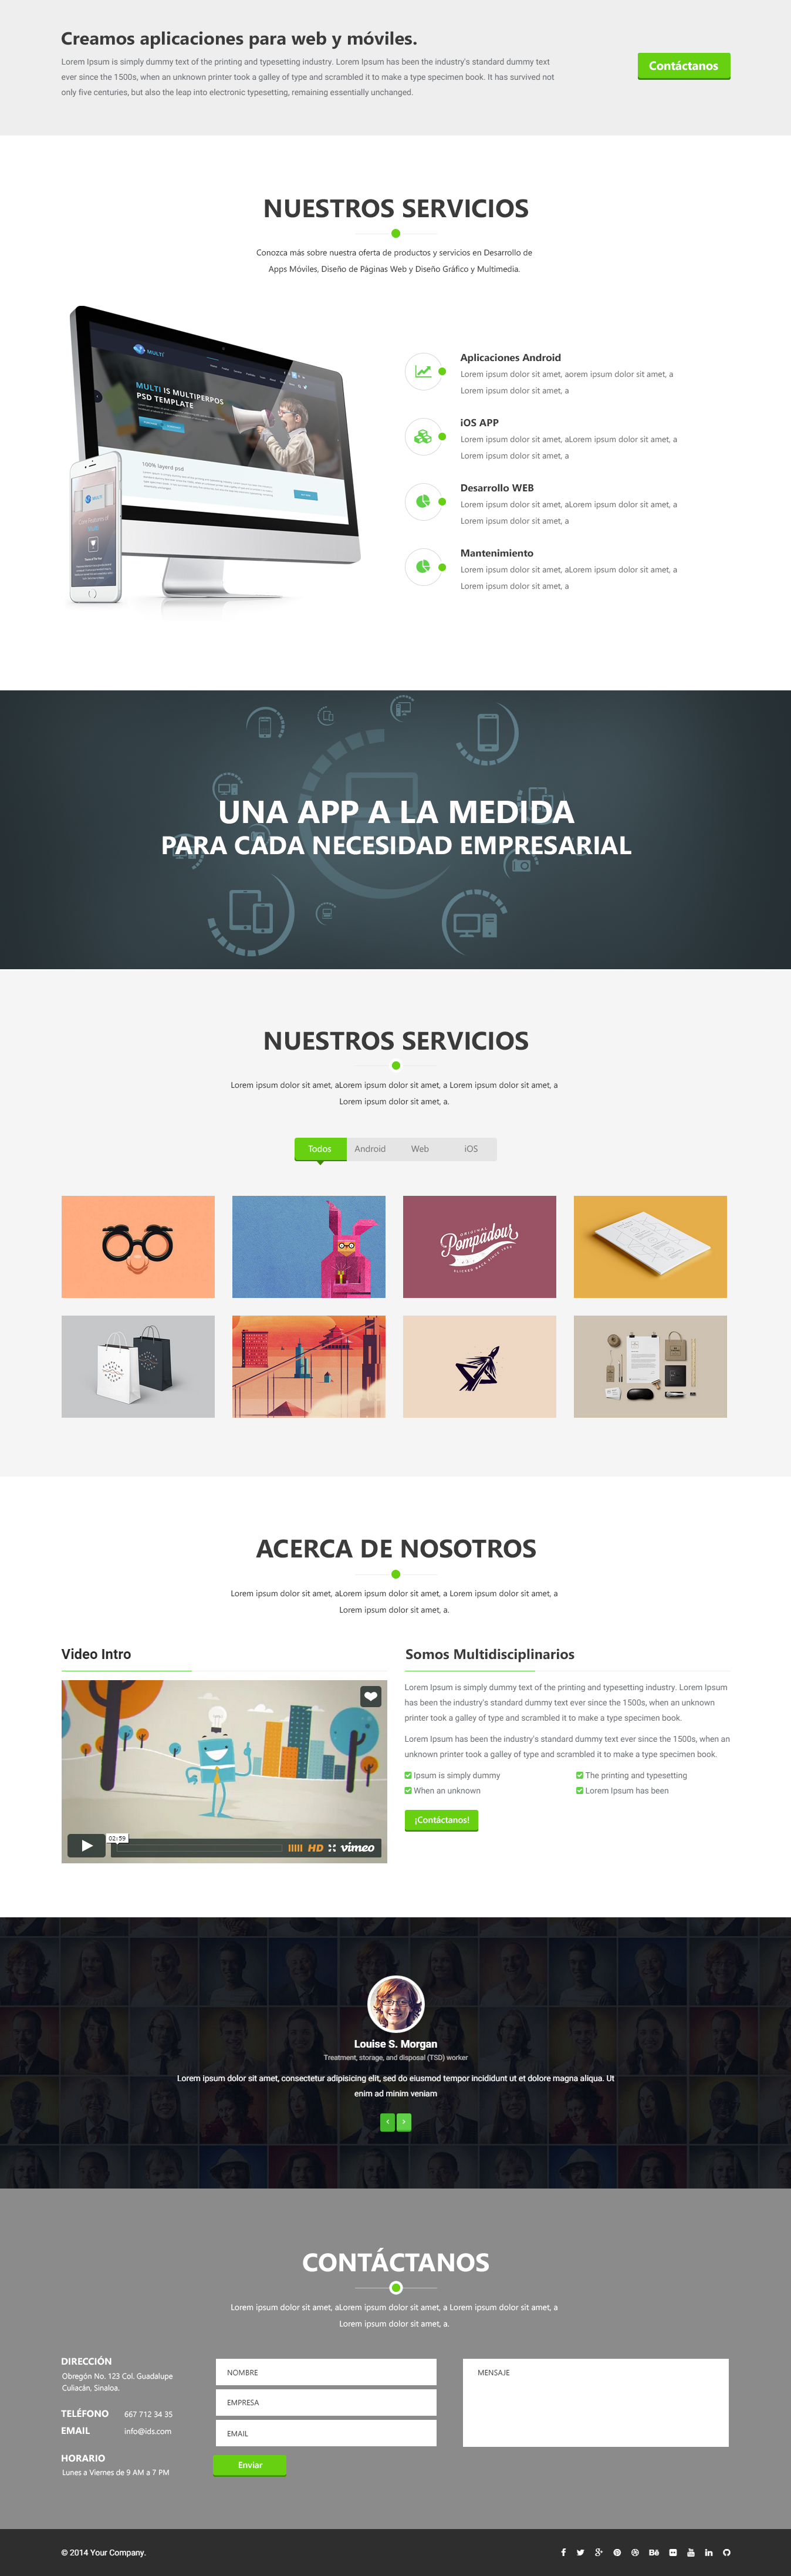 Creamos aplicaciones para web y móviles.
Lorem Ipsum is simply dummy text of the printing and typesetting industry. Lorem Ipsum has been the industry's standard dummy text
ever since the 1500s, when an unknown printer took a galley of type and scrambled it to make a type specimen book. It has survived not
only five centuries, but also the leap into electronic typesetting, remaining essentially unchanged.
Contáctanos
NUESTROS SERVICIOS
Conozca más sobre nuestra oferta de productos y servicios en Desarrollo de
Apps Móviles, Diseño de Páginas Web y Diseño Gráfico y Multimedia.
MULTI
MULTI IS MULTIPERPOS
PSD TEMPLATE
100% layerd psd
MULTI
Aplicaciones Android
Lorem ipsum dolor sit amet, aorem ipsum dolor sit amet, a
Lorem ipsum dolor sit amet, a
iOS APP
Lorem ipsum dolor sit amet, aLorem ipsum dolor sit amet, a
Lorem ipsum dolor sit amet, a
Desarrollo WEB
Lorem ipsum dolor sit amet, aLorem ipsum dolor sit amet, a
Lorem ipsum dolor sit amet, a
Mantenimiento
Lorem ipsum dolor sit amet, aLorem ipsum dolor sit amet, a
Lorem ipsum dolor sit amet, a
UNA APP A LA MEDIDA
PARA CADA NECESIDAD EMPRESARIAL
NUESTROS SERVICIOS
Lorem ipsum dolor sit amet, aLorem ipsum dolor sit amet, a Lorem ipsum dolor sit amet, a
Lorem ipsum dolor sit amet, a.
Todos Android Web iOS
ORIGINAL
Pompadour
SLICKED BACK SINCE
ACERCA DE NOSOTROS
Lorem ipsum dolor sit amet, aLorem ipsum dolor sit amet, a Lorem ipsum dolor sit amet, a
Lorem ipsum dolor sit amet, a.
Video Intro
02:59
HD vimeo
Somos Multidisciplinarios
Lorem Ipsum is simply dummy text of the printing and typesetting industry. Lorem Ipsum
has been the industry's standard dummy text ever since the 1500s, when an unknown
printer took a galley of type and scrambled it to make a type specimen book.
Lorem Ipsum has been the industry's standard dummy text ever since the 1500s, when an
unknown printer took a galley of type and scrambled it to make a type specimen book.
Ipsum is simply dummy The printing and typesetting
When an unknown Lorem Ipsum has been
¡Contáctanos!
Louise S. Morgan
Treatment, storage, and disposal (TSD) worker
Lorem ipsum dolor sit amet, consectetur adipisicing elit, sed do eiusmod tempor incididunt ut et dolore magna aliqua. Ut
enim ad minim veniam
CONTÁCTANOS
Lorem ipsum dolor sit amet, aLorem ipsum dolor sit amet, a Lorem ipsum dolor sit amet, a
Lorem ipsum dolor sit amet, a.
DIRECCIÓN
Obregón No. 123 Col. Guadalupe
Culiacán, Sinaloa.
TELÉFONO 667 712 34 35
EMAIL info@ids.com
HORARIO
Lunes a Viernes de 9 AM a 7 PM
NOMBRE
EMPRESA
EMAIL
Enviar
MENSAJE
© 2014 Your Company.